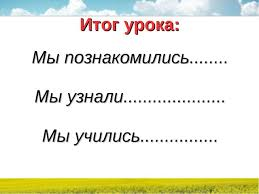 Итог урока:
Мы познакомились........
Мы узнали.....................
Мы учились................